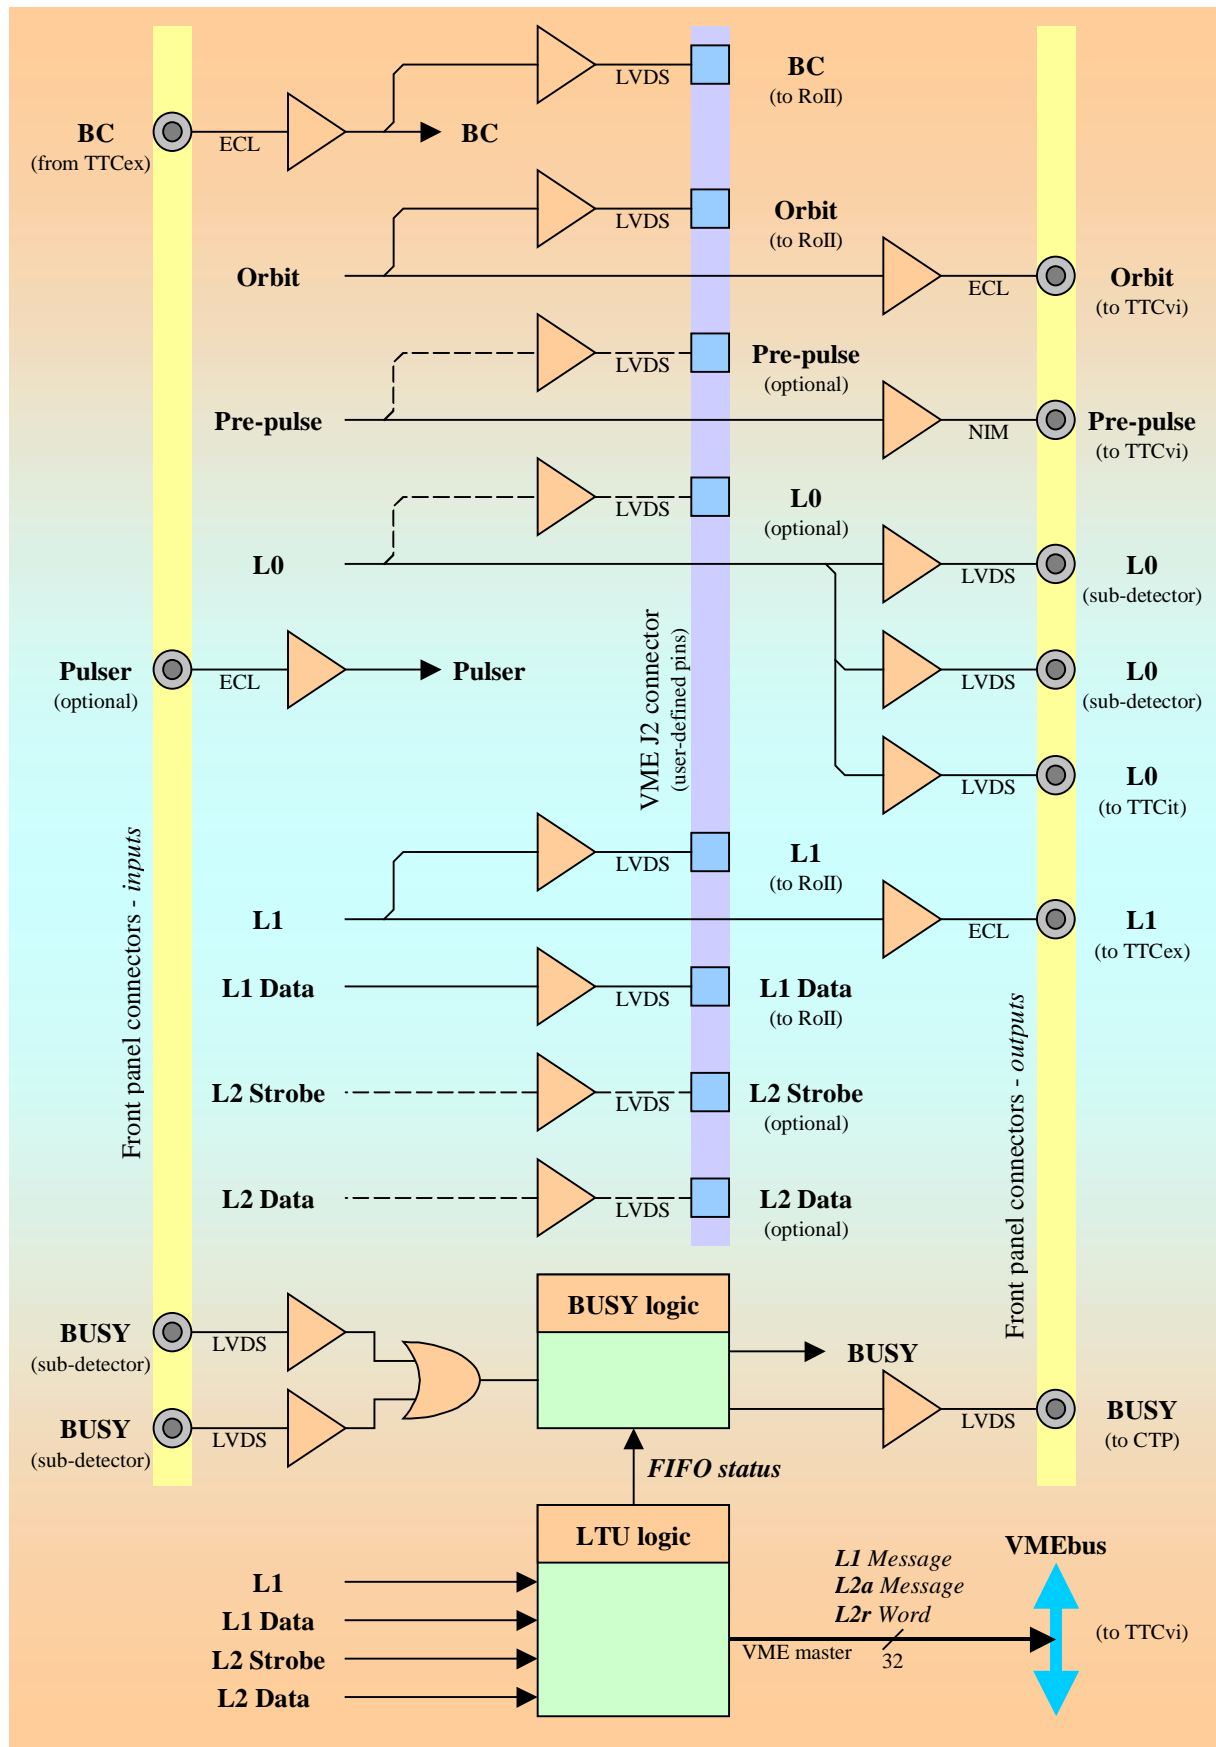 LVDS
BC
(to RoII)
BC
(from TTCex)
ECL
BC
LVDS
Orbit
(to RoII)
Orbit
ECL
Orbit
(to TTCvi)
LVDS
Pre-pulse
(optional)
Pre-pulse
NIM
Pre-pulse
(to TTCvi)
LVDS
L0
(optional)
L0
LVDS
L0
(sub-detector)
Pulser
(optional)
ECL
Pulser
LVDS
L0
(sub-detector)
VME J2 connector
(user-defined pins)
LVDS
L0
(to TTCit)
Front panel connectors - inputs
LVDS
L1
(to RoII)
L1
ECL
L1
(to TTCex)
L1 Data
LVDS
L1 Data
(to RoII)
Front panel connectors - outputs
L2 Strobe
LVDS
L2 Strobe
(optional)
L2 Data
LVDS
L2 Data
(optional)
BUSY logic
BUSY
(sub-detector)
LVDS
BUSY
BUSY
(sub-detector)
LVDS
LVDS
BUSY
(to CTP)
FIFO status
LTU logic
L1
L1 Data
L2 Strobe
L2 Data
L1 Message
L2a Message
L2r Word
VME master
32
VMEbus
(to TTCvi)